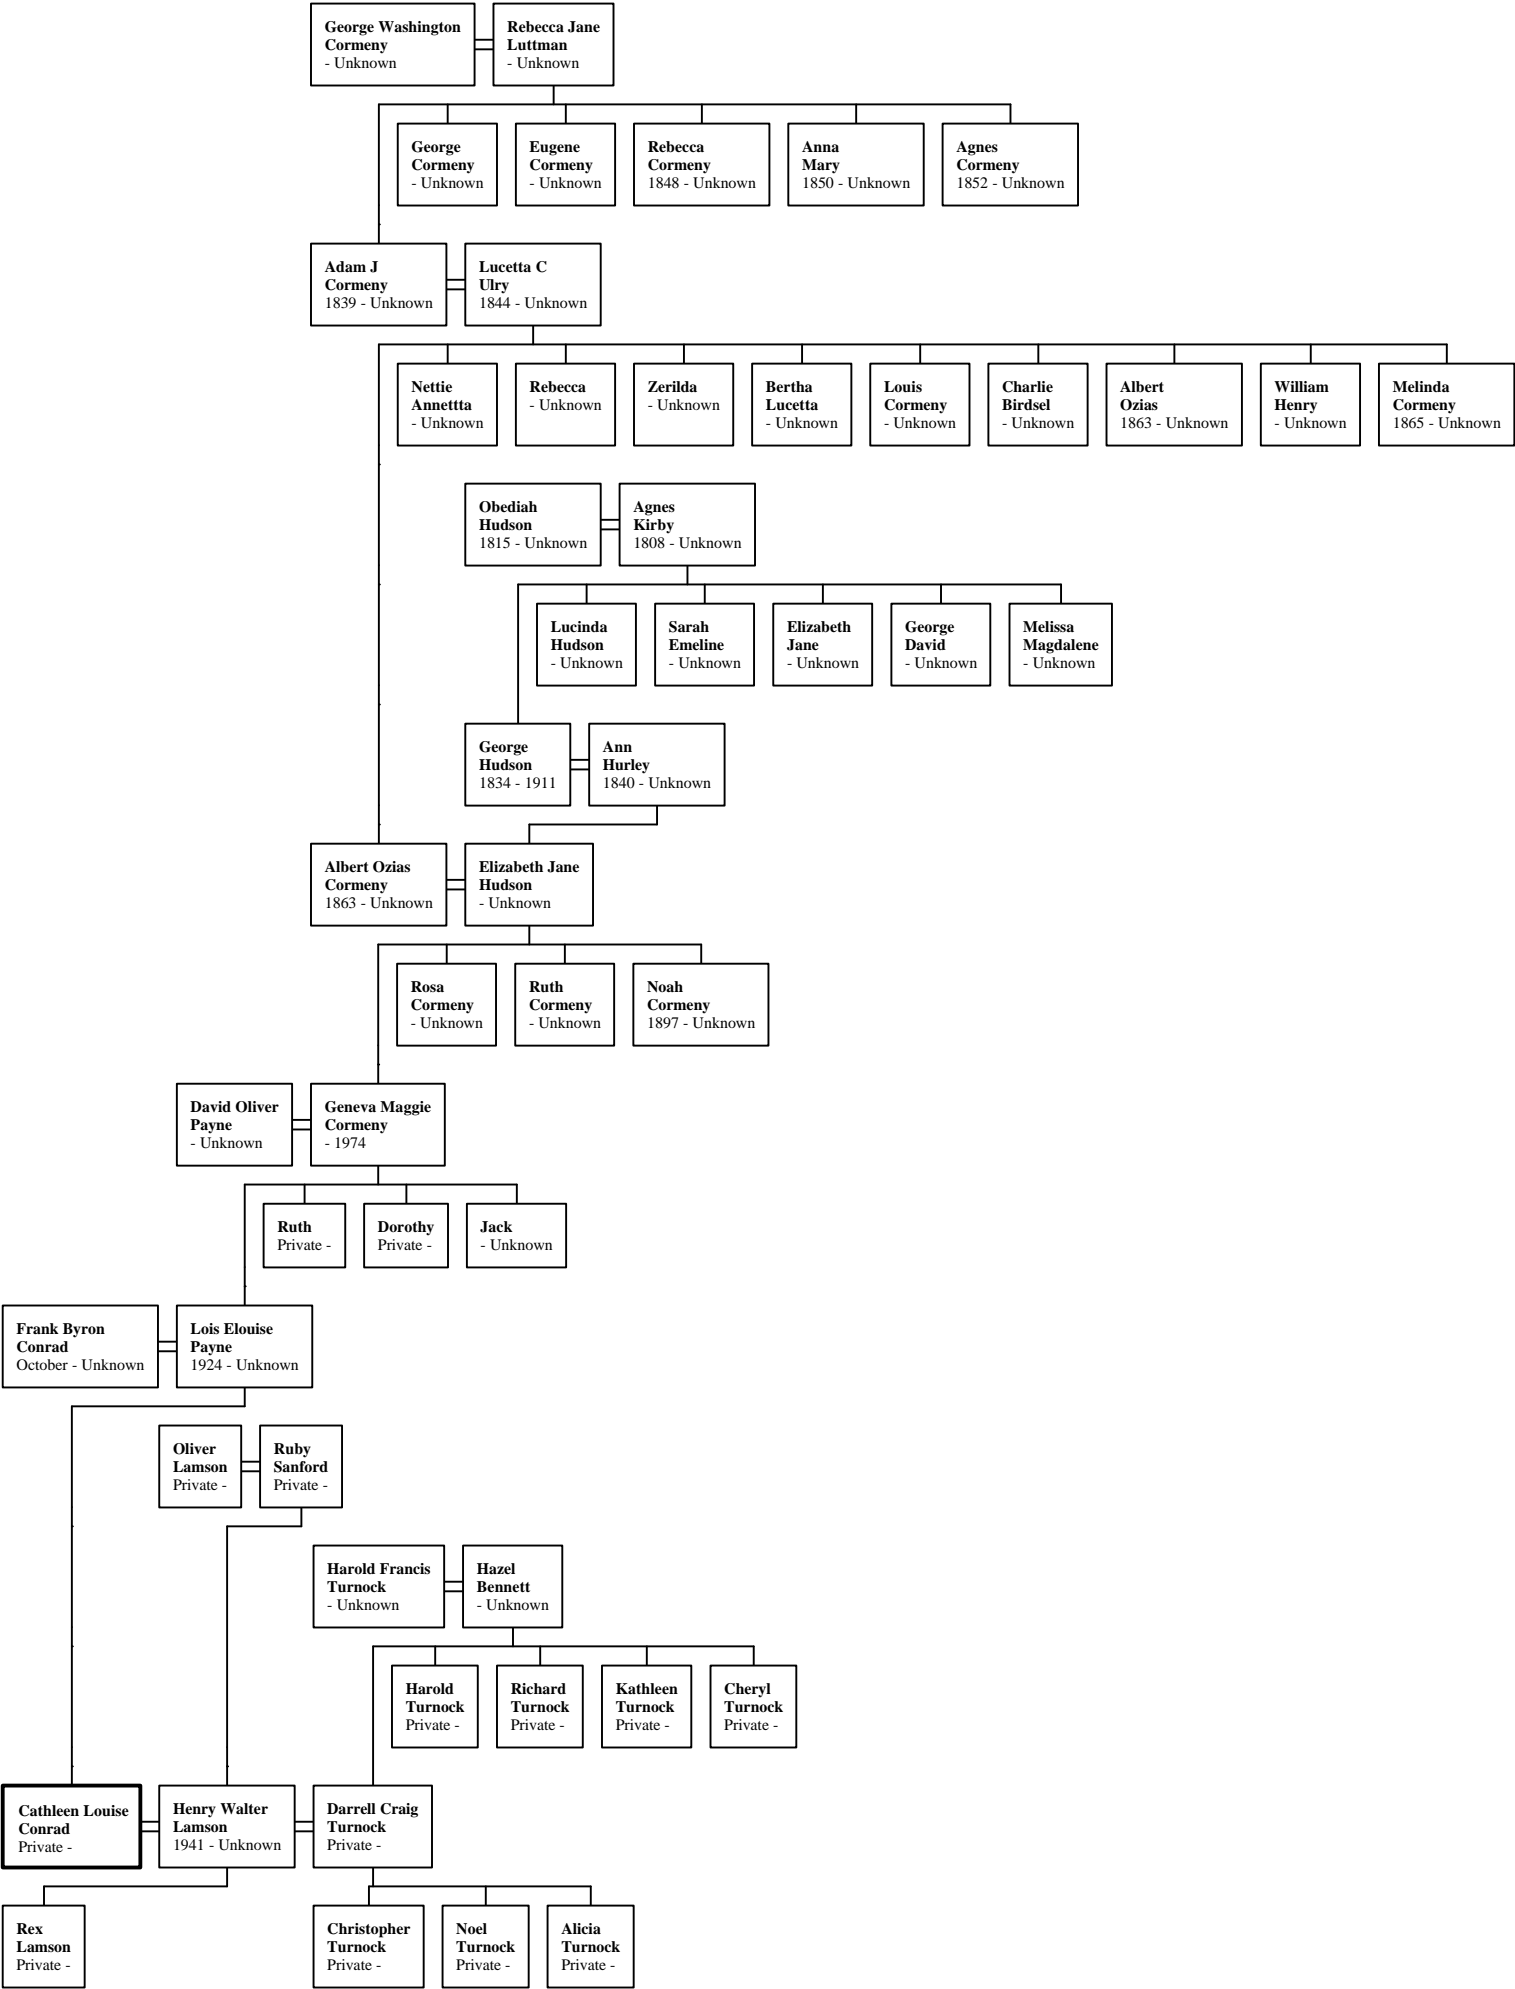 George Washington
Cormeny
- Unknown
Rebecca Jane
Luttman
- Unknown
George
Cormeny
- Unknown
Eugene
Cormeny
- Unknown
Rebecca
Cormeny
1848 - Unknown
Anna
Mary
1850 - Unknown
Agnes
Cormeny
1852 - Unknown
Adam J
Cormeny
1839 - Unknown
Lucetta C
Ulry
1844 - Unknown
Nettie
Annettta
- Unknown
Rebecca
- Unknown
Zerilda
- Unknown
Bertha
Lucetta
- Unknown
Louis
Cormeny
- Unknown
Charlie
Birdsel
- Unknown
Albert
Ozias
1863 - Unknown
William
Henry
- Unknown
Melinda
Cormeny
1865 - Unknown
Obediah
Hudson
1815 - Unknown
Agnes
Kirby
1808 - Unknown
Lucinda
Hudson
- Unknown
Sarah
Emeline
- Unknown
Elizabeth
Jane
- Unknown
George
David
- Unknown
Melissa
Magdalene
- Unknown
George
Hudson
1834 - 1911
Ann
Hurley
1840 - Unknown
Albert Ozias
Cormeny
1863 - Unknown
Elizabeth Jane
Hudson
- Unknown
Rosa
Cormeny
- Unknown
Ruth
Cormeny
- Unknown
Noah
Cormeny
1897 - Unknown
David Oliver
Payne
- Unknown
Geneva Maggie
Cormeny
- 1974
Ruth
Private -
Dorothy
Private -
Jack
- Unknown
Frank Byron
Conrad
October - Unknown
Lois Elouise
Payne
1924 - Unknown
Oliver
Lamson
Private -
Ruby
Sanford
Private -
Harold Francis
Turnock
- Unknown
Hazel
Bennett
- Unknown
Harold
Turnock
Private -
Richard
Turnock
Private -
Kathleen
Turnock
Private -
Cheryl
Turnock
Private -
Cathleen Louise
Conrad
Private -
Henry Walter
Lamson
1941 - Unknown
Darrell Craig
Turnock
Private -
Rex
Lamson
Private -
Christopher
Turnock
Private -
Noel
Turnock
Private -
Alicia
Turnock
Private -